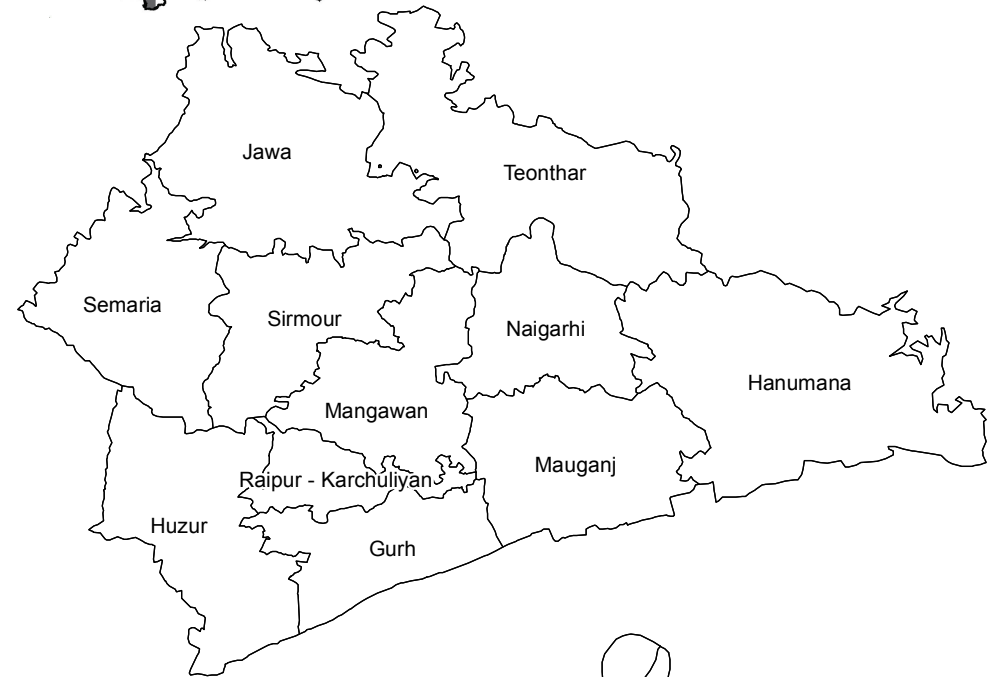 Jawa
Teonthar
Semaria
Sirmour
Naigarhi
Hanumana
Mangawan
Mauganj
Raipur - Karchuliyan
Huzur
Gurh